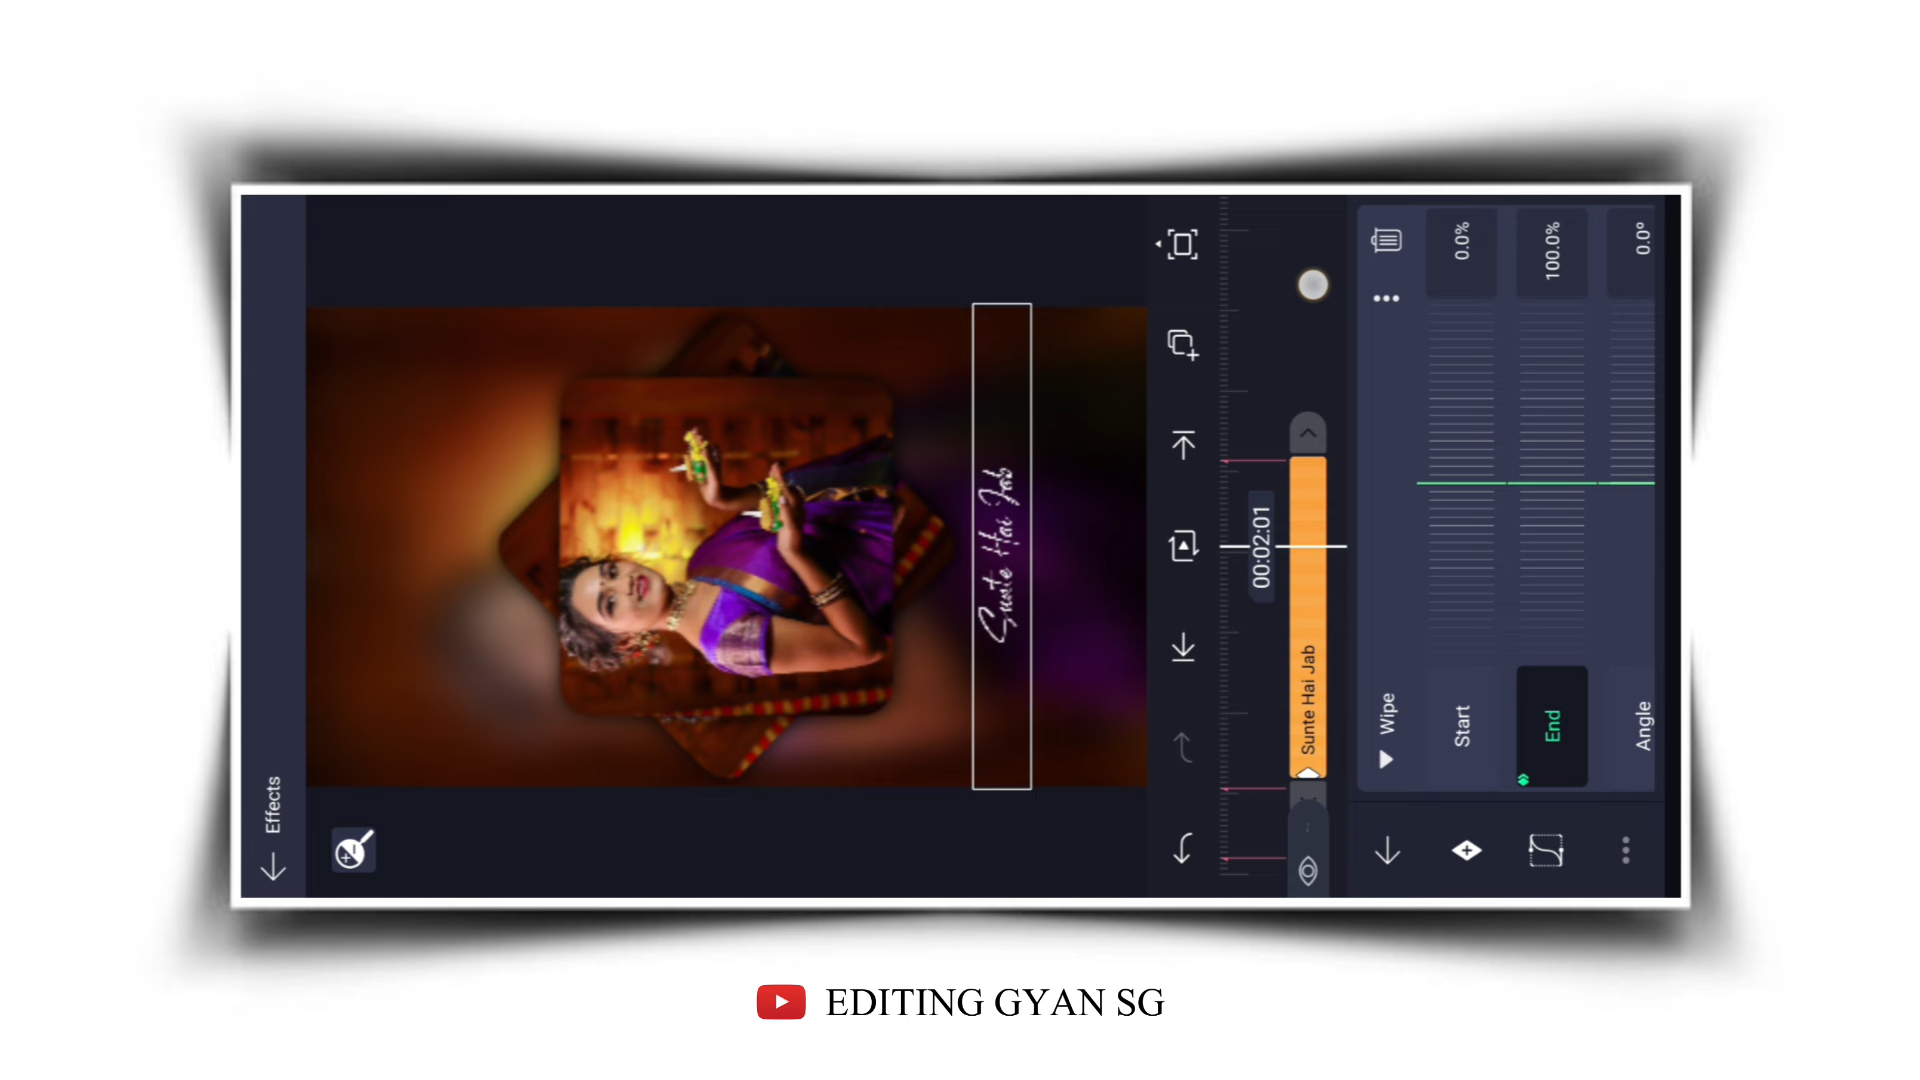 Effects
Sunte Hai Jab
00:02:01
Sunte Hai Jab
Wipe
Start
0.0%
End
100.0%
Angle
0.0°
EDITING GYAN SG